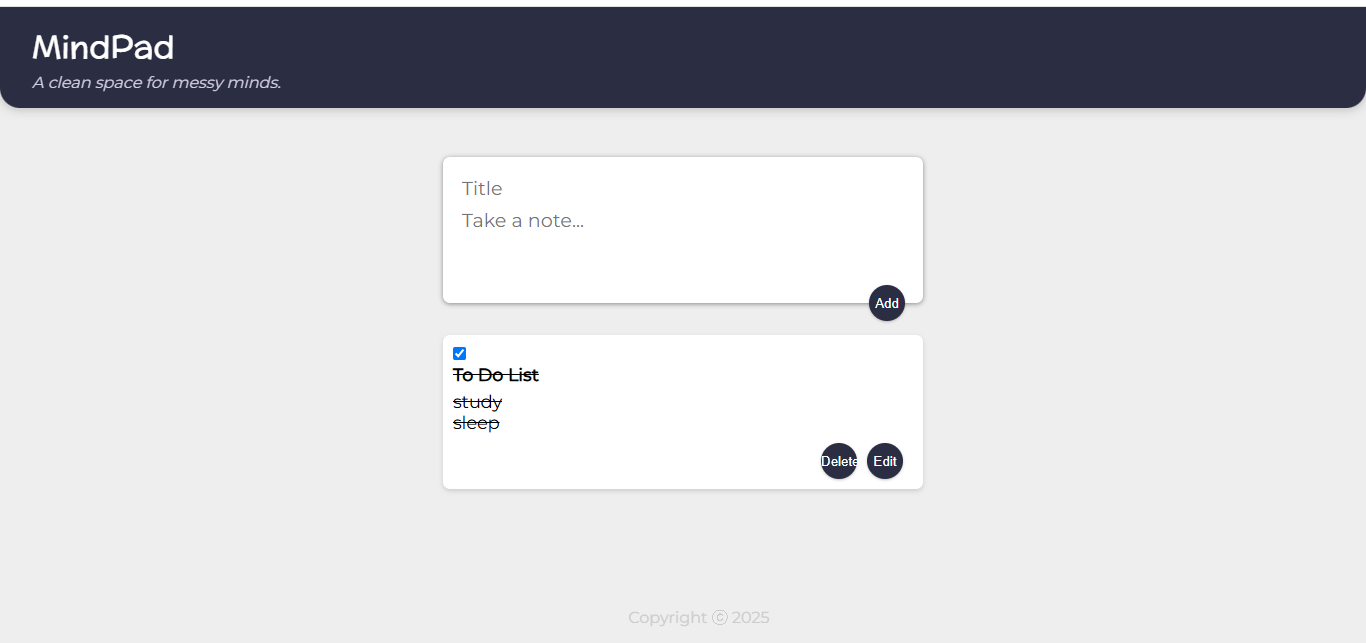 MindPad
A clean space for messy minds.
Title
Take a note...
Add
To Do List
study
sleep
Delete Edit
Copyright ⓒ 2025